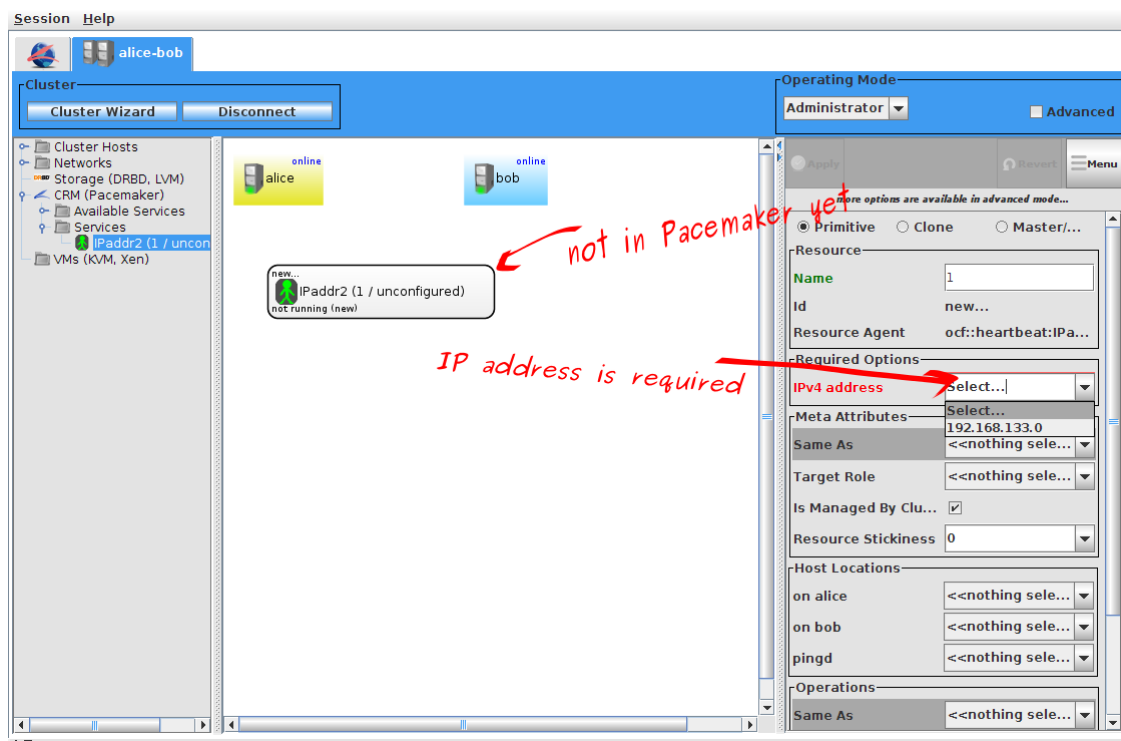 Session Help
alice-bob
Cluster
Cluster Wizard Disconnect
Operating Mode
Administrator
Advanced
Cluster Hosts
Networks
Storage (DRBD, LVM)
CRM (Pacemaker)
Available Services
Services
IPaddr2 (1 / uncon
VMs (KVM, Xen)
online
alice
online
bob
not in Pacemaker yet
new...
IPaddr2 (1 / unconfigured)
not running (new)
IP address is required
Apply Revert Menu
more options are available in advanced mode...
Primitive Clone Master/...
Resource
Name 1
Id new...
Resource Agent ocf::heartbeat:IPa...
Required Options
IPv4 address Select...
Select...
192.168.133.0
Meta Attributes
Same As <<nothing sele...
Target Role <<nothing sele...
Is Managed By Clu...
Resource Stickiness 0
Host Locations
on alice <<nothing sele...
on bob <<nothing sele...
pingd <<nothing sele...
Operations
Same As <<nothing sele...